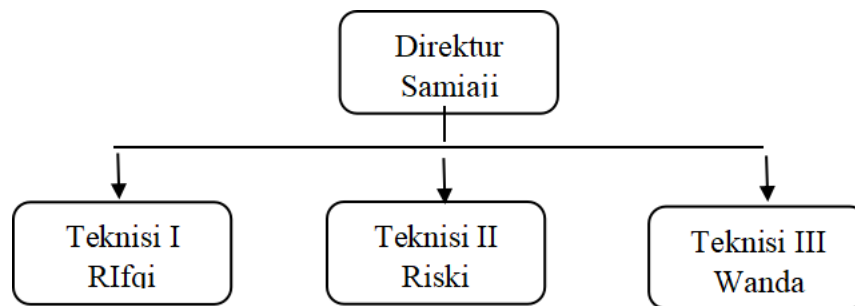 Direktur
Samiaji
Teknisi I
RIfqi
Teknisi II
Riski
Teknisi III
Wanda